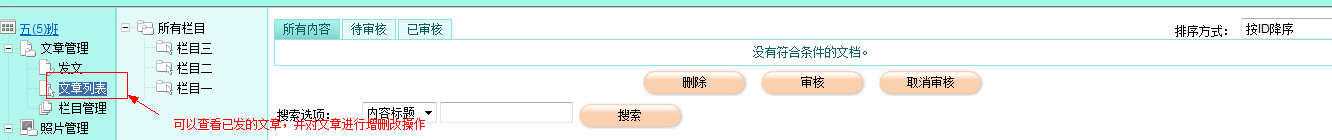 五(5)班
文章管理
发文
文章列表
栏目管理
照片管理
所有栏目
栏目三
栏目二
栏目一
所有内容 待审核 已审核
排序方式： 按ID降序
没有符合条件的文档。
删除 审核 取消审核
搜索选项： 内容标题 搜索
可以查看已发的文章，并对文章进行增删改操作